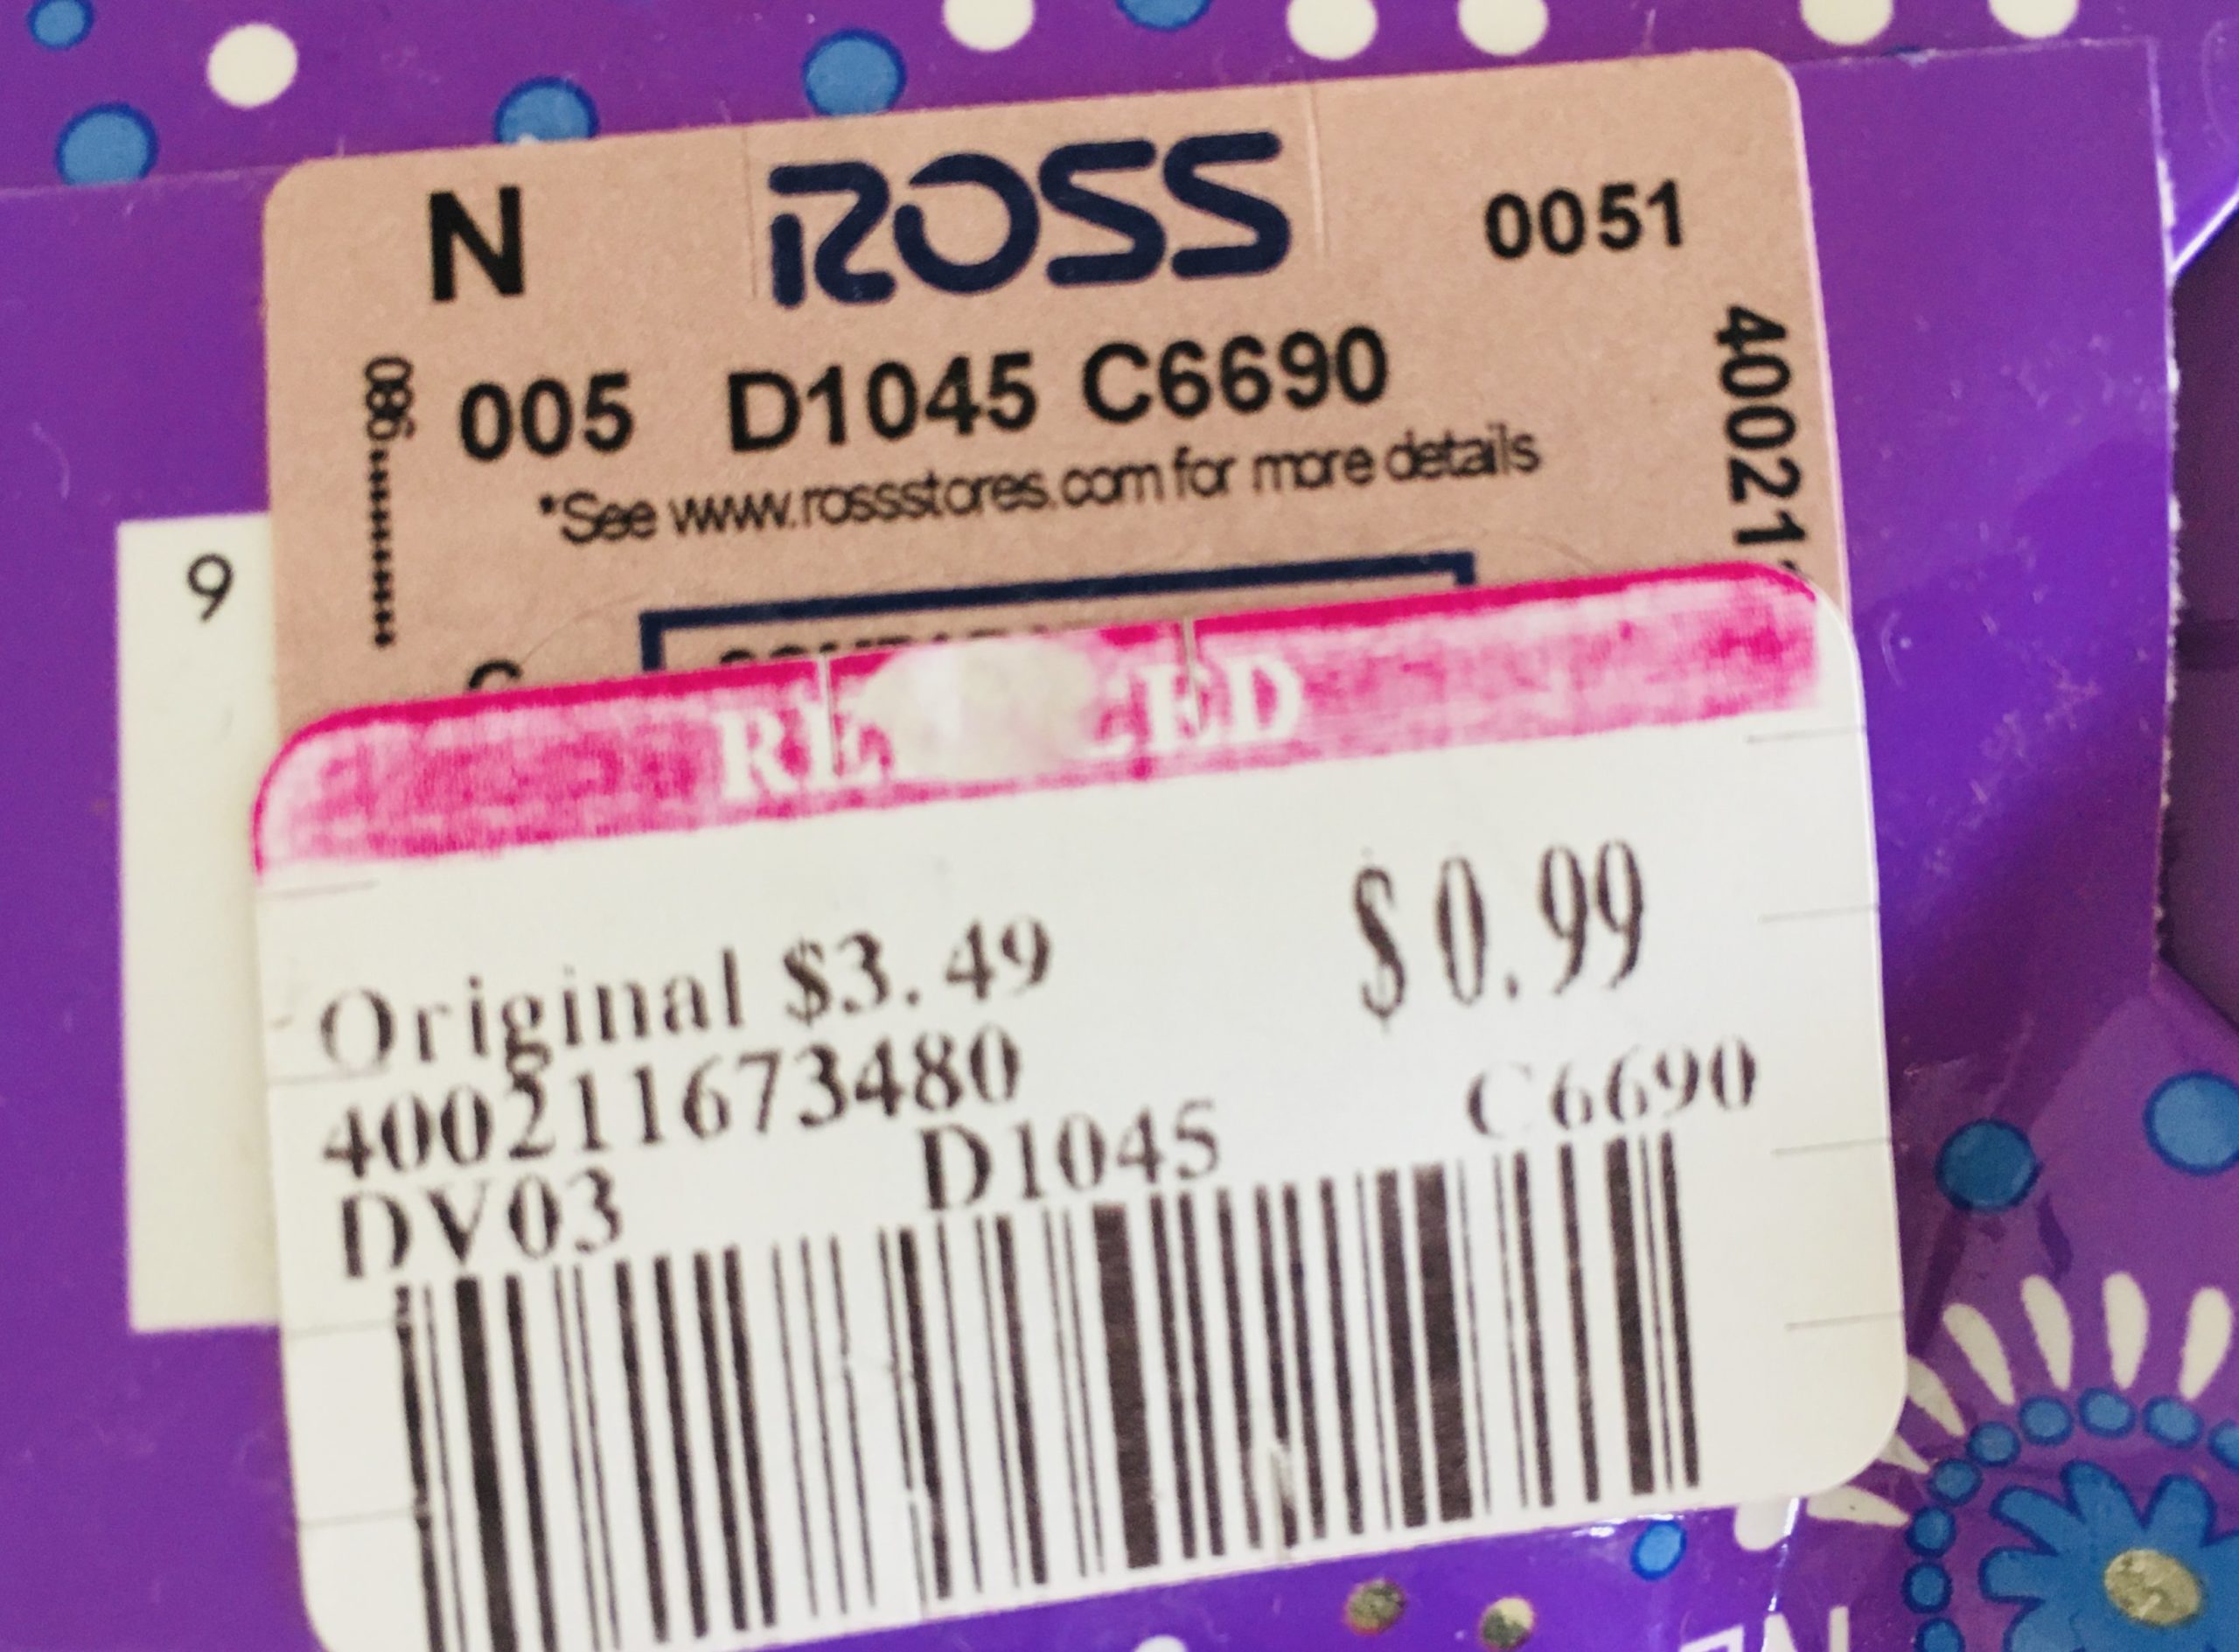 N ROSS 0051
005 D1045 C6690
*See www.rossstores.com for more details
400211
9
Original $3.49 $0.99
400211673480
DV03 D1045 C6690